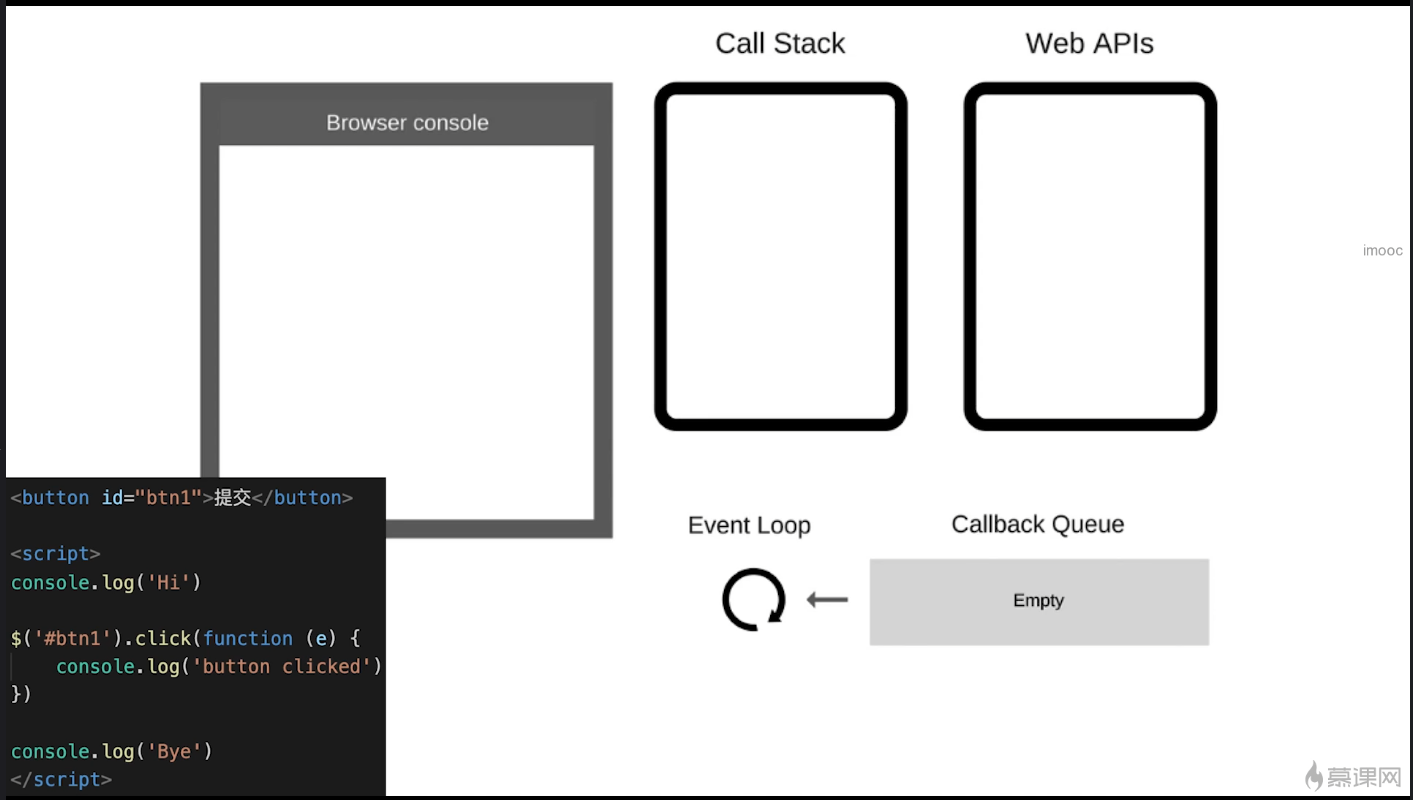 Call Stack
Web APIs
Browser console
imooc
<button id="btn1">提交</button>
<script>
console.log('Hi')
$('#btn1').click(function (e) {
    console.log('button clicked')
})
console.log('Bye')
</script>
Event Loop
Callback Queue
Empty
慕课网